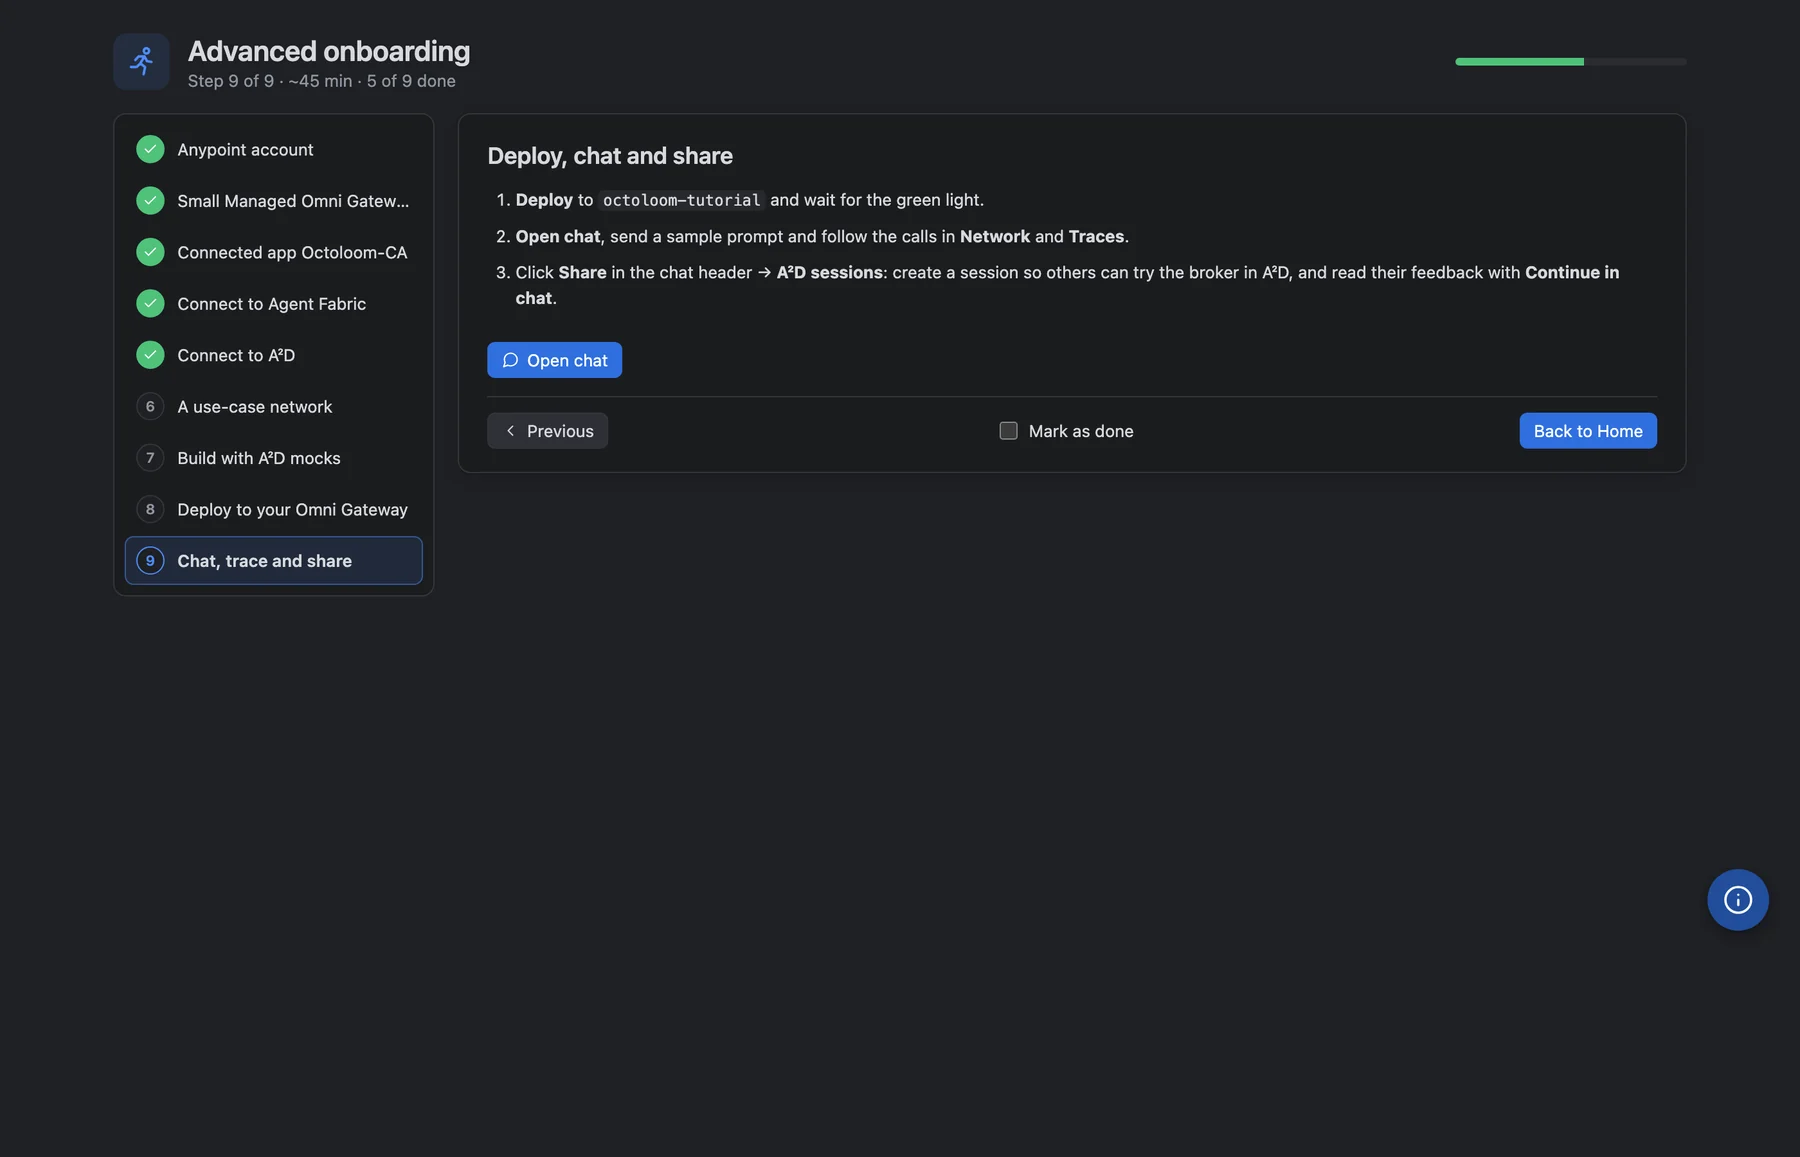 Advanced onboarding
Step 9 of 9 · ~45 min · 5 of 9 done
Anypoint account
Small Managed Omni Gatew...
Connected app Octoloom-CA
Connect to Agent Fabric
Connect to A²D
6 A use-case network
7 Build with A²D mocks
8 Deploy to your Omni Gateway
9 Chat, trace and share
Deploy, chat and share
1. Deploy to octoloom-tutorial and wait for the green light.
2. Open chat, send a sample prompt and follow the calls in Network and Traces.
3. Click Share in the chat header → A²D sessions: create a session so others can try the broker in A²D, and read their feedback with Continue in
chat.
Open chat
Previous
Mark as done
Back to Home